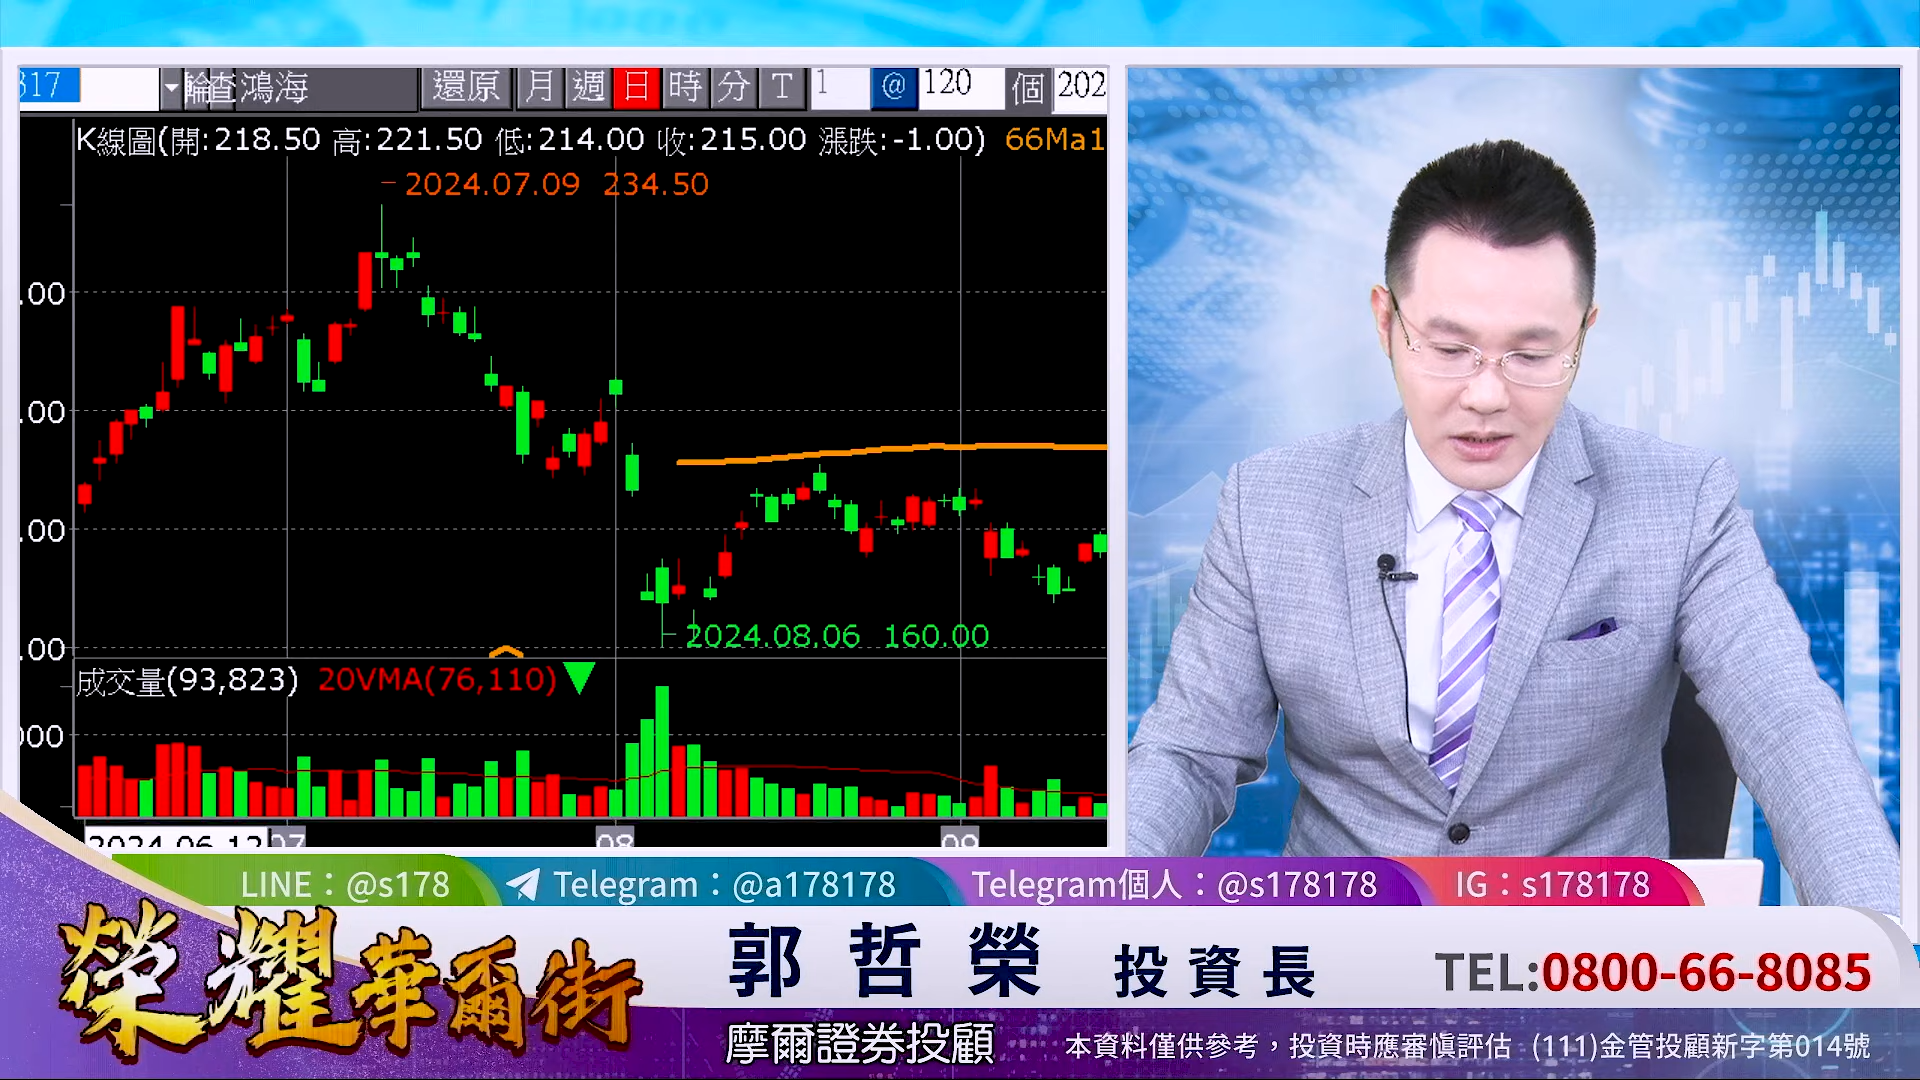 317 鴻海 還原 月 週 日 時 分 T 1 @ 120 個 202
K線圖(開:218.50 高:221.50 低:214.00 收:215.00 漲跌:-1.00) 66Ma1
2024.07.09 234.50
.00
.00
.00
.00
2024.08.06 160.00
成交量(93,823) 20VMA(76,110)
000
2024.06.12 07 08 09
LINE：@s178 Telegram：@a178178 Telegram個人：@s178178 IG：s178178
榮耀華爾街
郭哲榮 投資長
TEL:0800-66-8085
摩爾證券投顧
本資料僅供參考，投資時應審慎評估 (111)金管投顧新字第014號